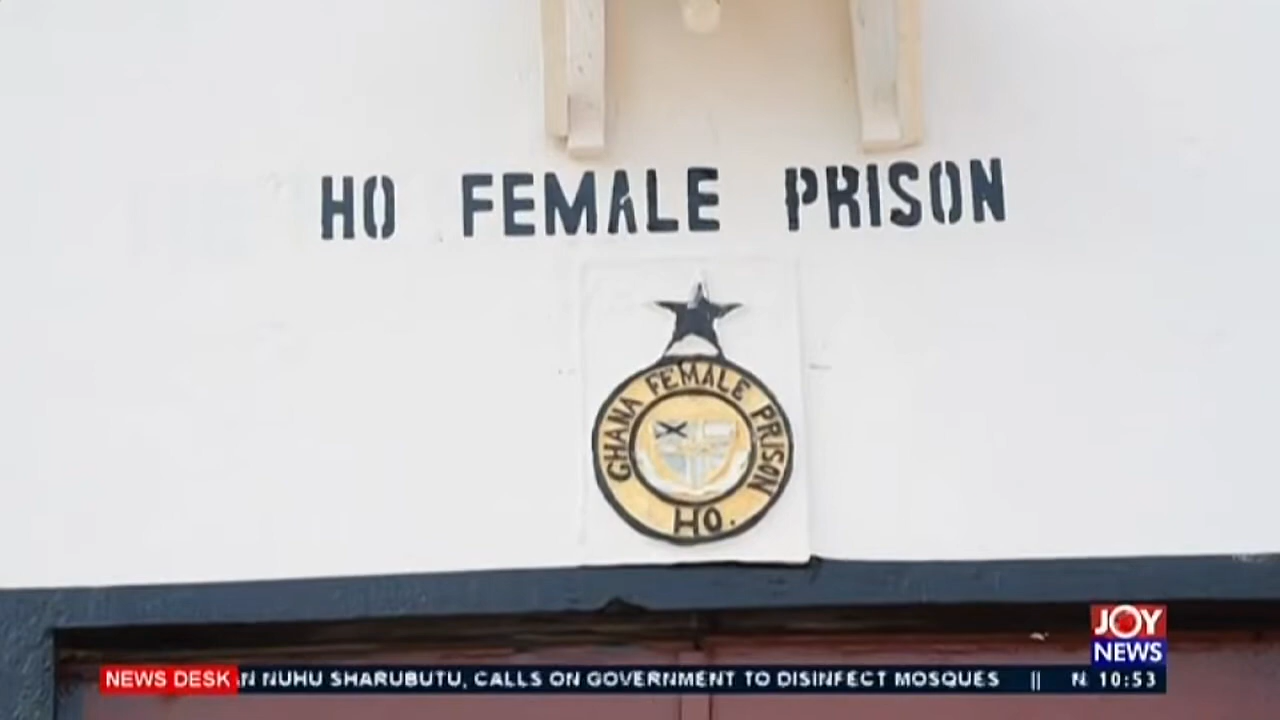 HO FEMALE PRISON
GHANA FEMALE PRISON
HO.
JOY
NEWS
NEWS DESK
NUHU SHARUBUTU, CALLS ON GOVERNMENT TO DISINFECT MOSQUES || 10:53